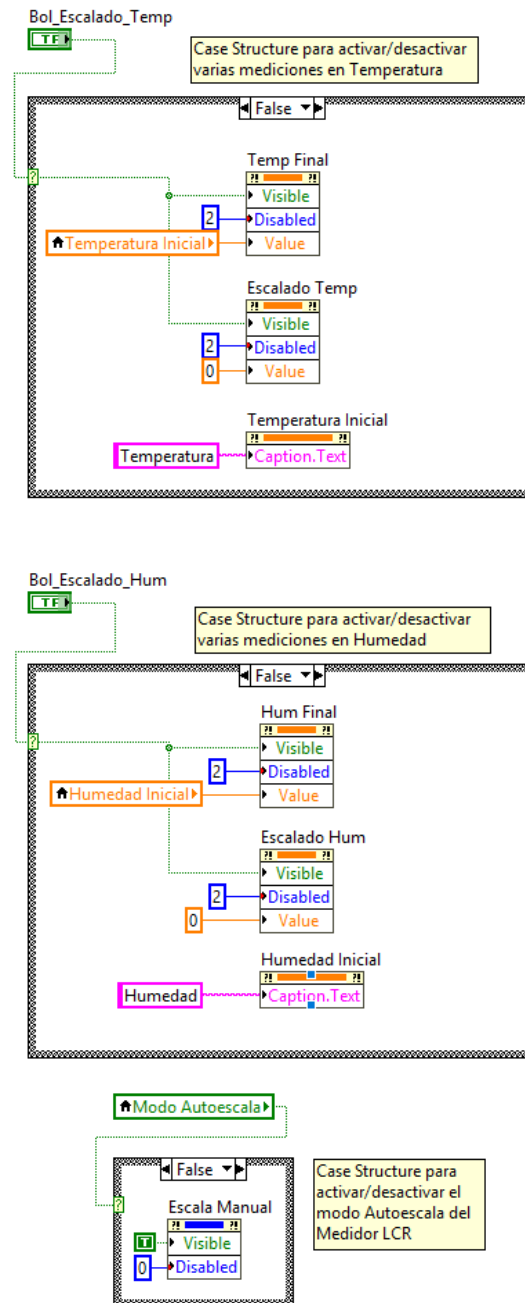 Bol_Escalado_Temp
TF
Case Structure para activar/desactivar
varias mediciones en Temperatura
False
?
Temp Final
?! ?!
Visible
2
Disabled
Temperatura Inicial
Value
Escalado Temp
?! ?!
Visible
2
Disabled
0
Value
Temperatura Inicial
?! ?!
Temperatura
Caption.Text
Bol_Escalado_Hum
TF
Case Structure para activar/desactivar
varias mediciones en Humedad
False
?
Hum Final
?! ?!
Visible
2
Disabled
Humedad Inicial
Value
Escalado Hum
?! ?!
Visible
2
Disabled
0
Value
Humedad Inicial
?! ?!
Humedad
Caption.Text
Modo Autoescala
False
?
Escala Manual
?! ?!
T
Visible
0
Disabled
Case Structure para
activar/desactivar el
modo Autoescala del
Medidor LCR